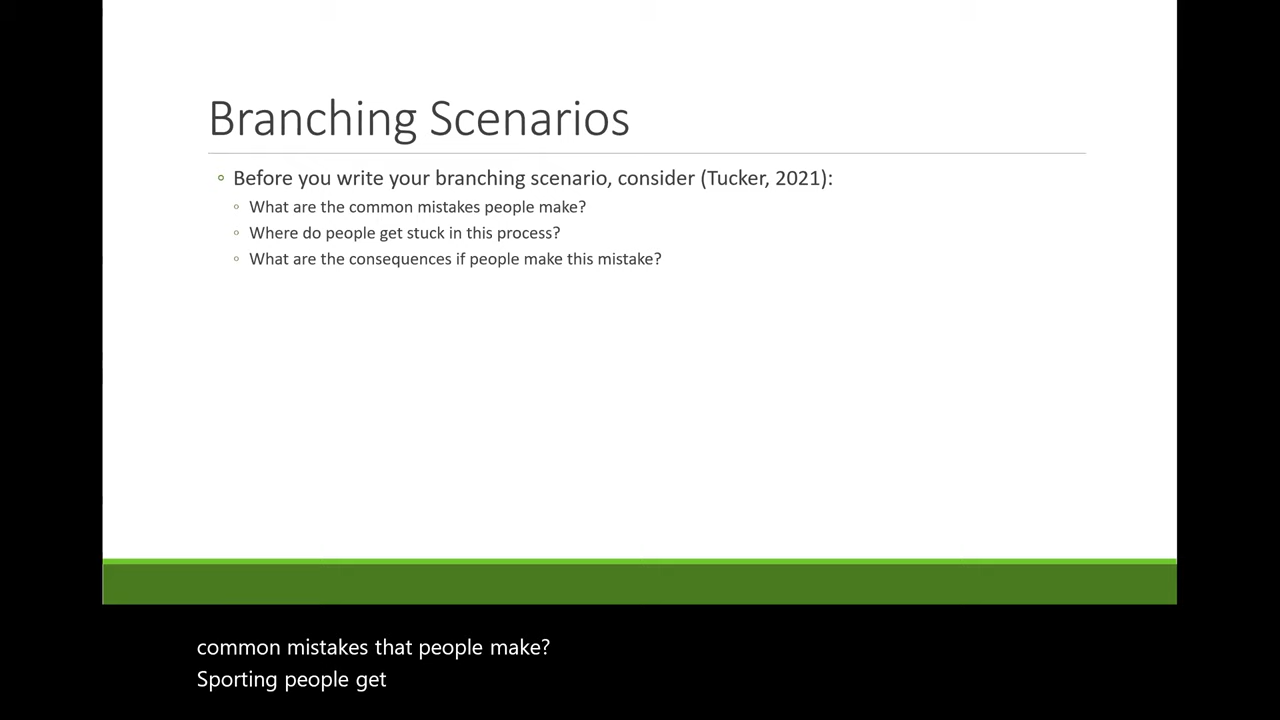 Branching Scenarios
Before you write your branching scenario, consider (Tucker, 2021):
What are the common mistakes people make?
Where do people get stuck in this process?
What are the consequences if people make this mistake?
common mistakes that people make?
Sporting people get